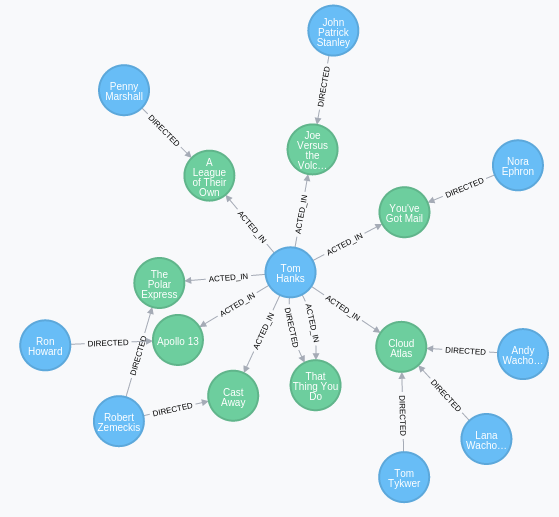 John
Patrick
Stanley
DIRECTED
Penny
Marshall
DIRECTED
Joe
Versus
the
Volc...
A
League
of Their
Own
Nora
Ephron
DIRECTED
You've
Got Mail
ACTED_IN
ACTED_IN
ACTED_IN
Tom
Hanks
ACTED_IN
The
Polar
Express
ACTED_IN
ACTED_IN
ACTED_IN
DIRECTED
ACTED_IN
Ron
Howard
DIRECTED
DIRECTED
Apollo 13
Cloud
Atlas
DIRECTED
Andy
Wacho...
That
Thing You
Do
Cast
Away
DIRECTED
Robert
Zemeckis
DIRECTED
DIRECTED
Lana
Wacho...
Tom
Tykwer